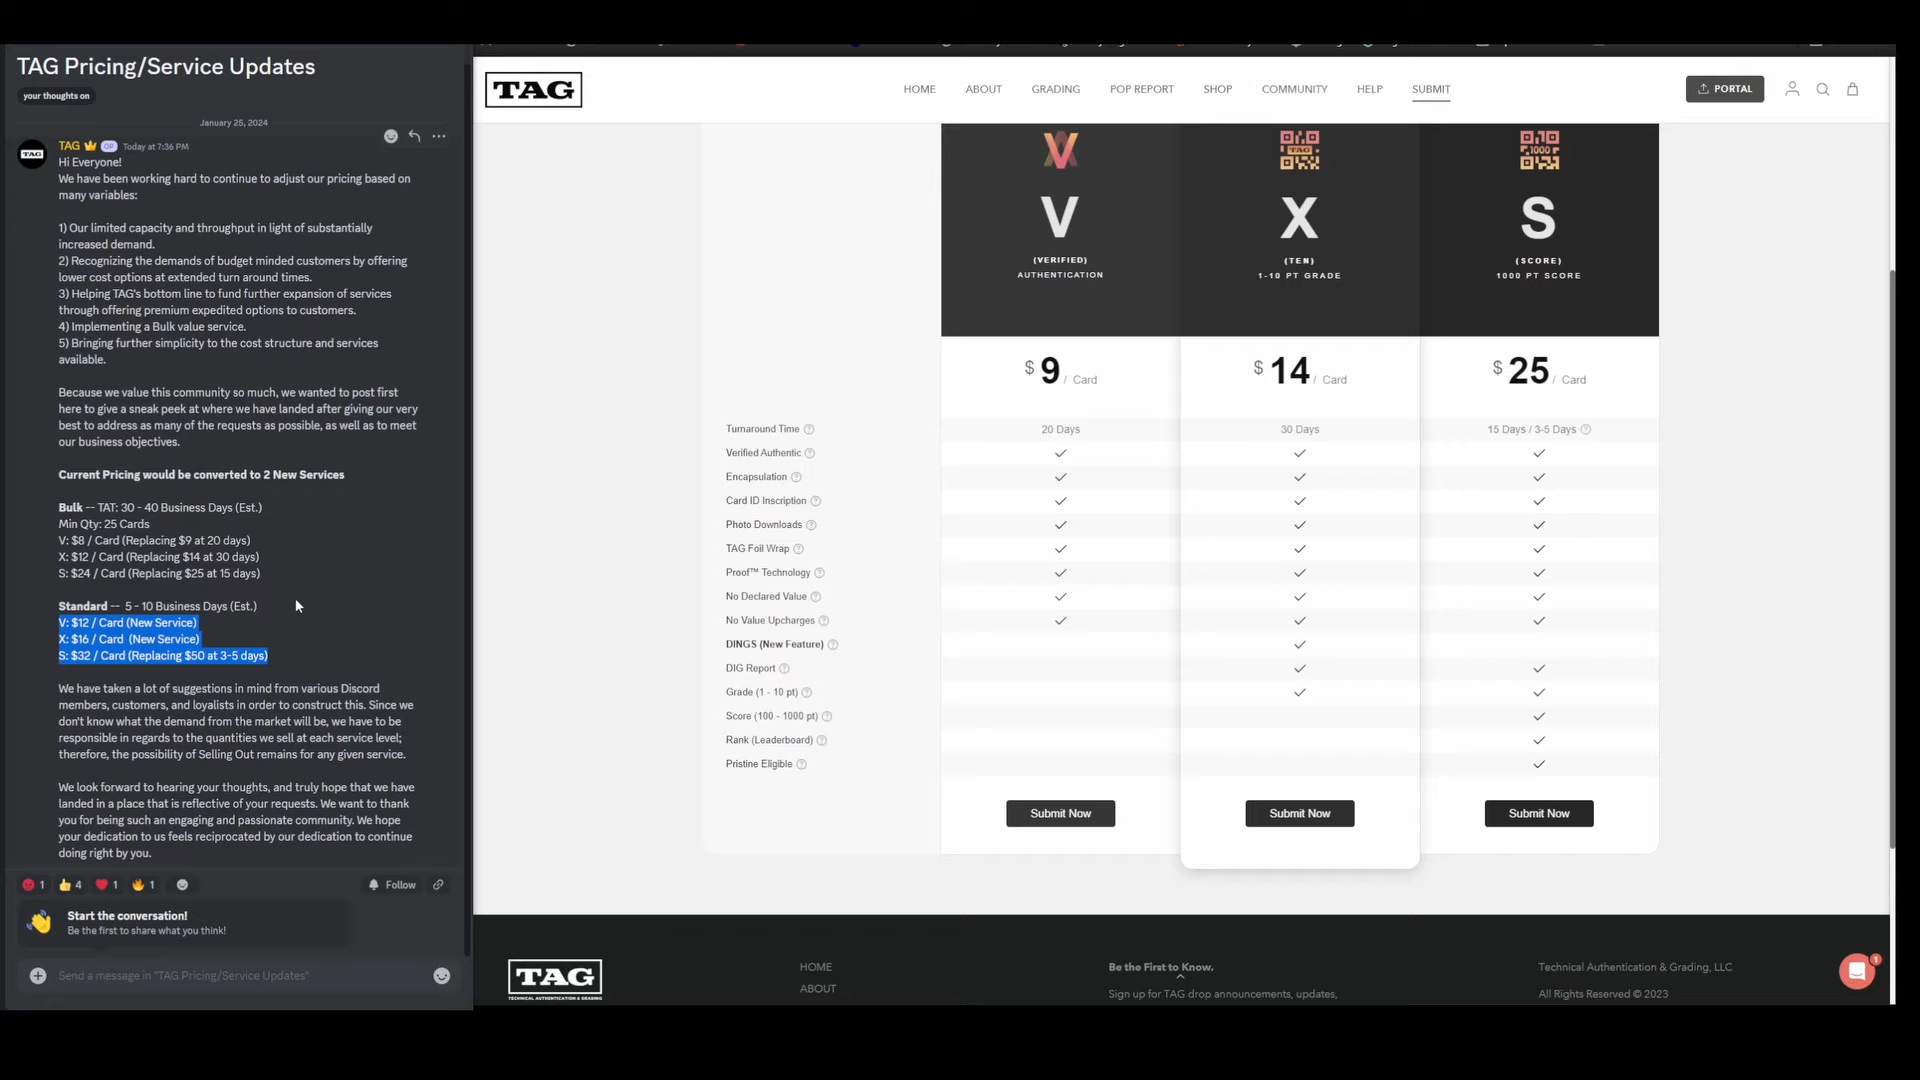 TAG Pricing/Service Updates
your thoughts on
January 25, 2024
TAG
TAG OP Today at 7:36 PM
Hi Everyone!
We have been working hard to continue to adjust our pricing based on
many variables:
1) Our limited capacity and throughput in light of substantially
increased demand.
2) Recognizing the demands of budget minded customers by offering
lower cost options at extended turn around times.
3) Helping TAG's bottom line to fund further expansion of services
through offering premium expedited options to customers.
4) Implementing a Bulk value service.
5) Bringing further simplicity to the cost structure and services
available.
Because we value this community so much, we wanted to post first
here to give a sneak peek at where we have landed after giving our very
best to address as many of the requests as possible, as well as to meet
our business objectives.
Current Pricing would be converted to 2 New Services
Bulk -- TAT: 30 - 40 Business Days (Est.)
Min Qty: 25 Cards
V: $8 / Card (Replacing $9 at 20 days)
X: $12 / Card (Replacing $14 at 30 days)
S: $24 / Card (Replacing $25 at 15 days)
Standard -- 5 - 10 Business Days (Est.)
V: $12 / Card (New Service)
X: $16 / Card (New Service)
S: $32 / Card (Replacing $50 at 3-5 days)
We have taken a lot of suggestions in mind from various Discord
members, customers, and loyalists in order to construct this. Since we
don't know what the demand from the market will be, we have to be
responsible in regards to the quantities we sell at each service level;
therefore, the possibility of Selling Out remains for any given service.
We look forward to hearing your thoughts, and truly hope that we have
landed in a place that is reflective of your requests. We want to thank
you for being such an engaging and passionate community. We hope
your dedication to us feels reciprocated by our dedication to continue
doing right by you.
1 4 1 1 Follow
Start the conversation!
Be the first to share what you think!
Send a message in "TAG Pricing/Service Updates"
TAG HOME ABOUT GRADING POP REPORT SHOP COMMUNITY HELP SUBMIT PORTAL
V TAG 1000
V X S
(VERIFIED) (TEN) (SCORE)
AUTHENTICATION 1-10 PT GRADE 1000 PT SCORE
$ 9 / Card $ 14 / Card $ 25 / Card
Turnaround Time 20 Days 30 Days 15 Days / 3-5 Days
Verified Authentic
Encapsulation
Card ID Inscription
Photo Downloads
TAG Foil Wrap
Proof™ Technology
No Declared Value
No Value Upcharges
DINGS (New Feature)
DIG Report
Grade (1 - 10 pt)
Score (100 - 1000 pt)
Rank (Leaderboard)
Pristine Eligible
Submit Now Submit Now Submit Now
TAG
TECHNICAL AUTHENTICATION & GRADING
HOME
ABOUT
Be the First to Know.
Sign up for TAG drop announcements, updates,
Technical Authentication & Grading, LLC
All Rights Reserved © 2023
1